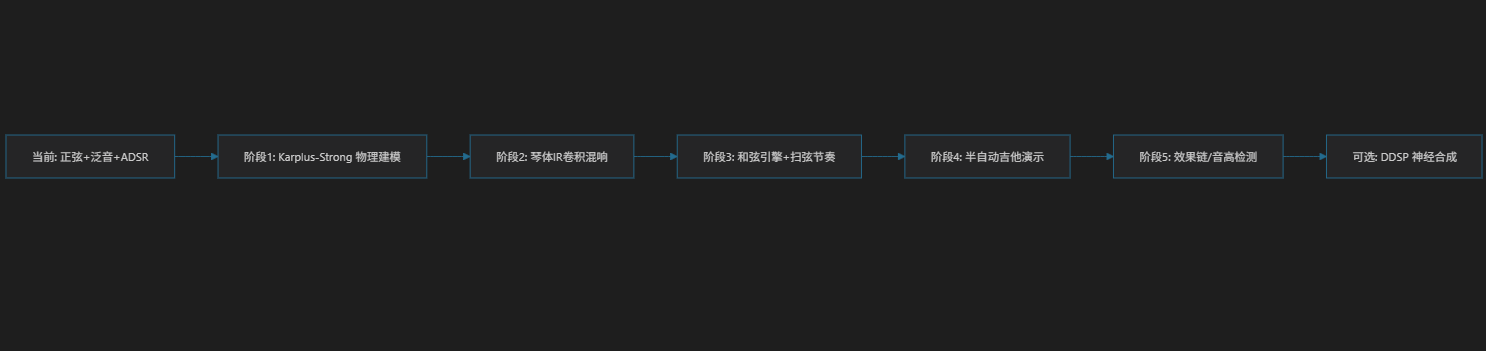 当前: 正弦+泛音+ADSR
阶段1: Karplus-Strong 物理建模
阶段2: 琴体IR卷积混响
阶段3: 和弦引擎+扫弦节奏
阶段4: 半自动吉他演示
阶段5: 效果链/音高检测
可选: DDSP 神经合成